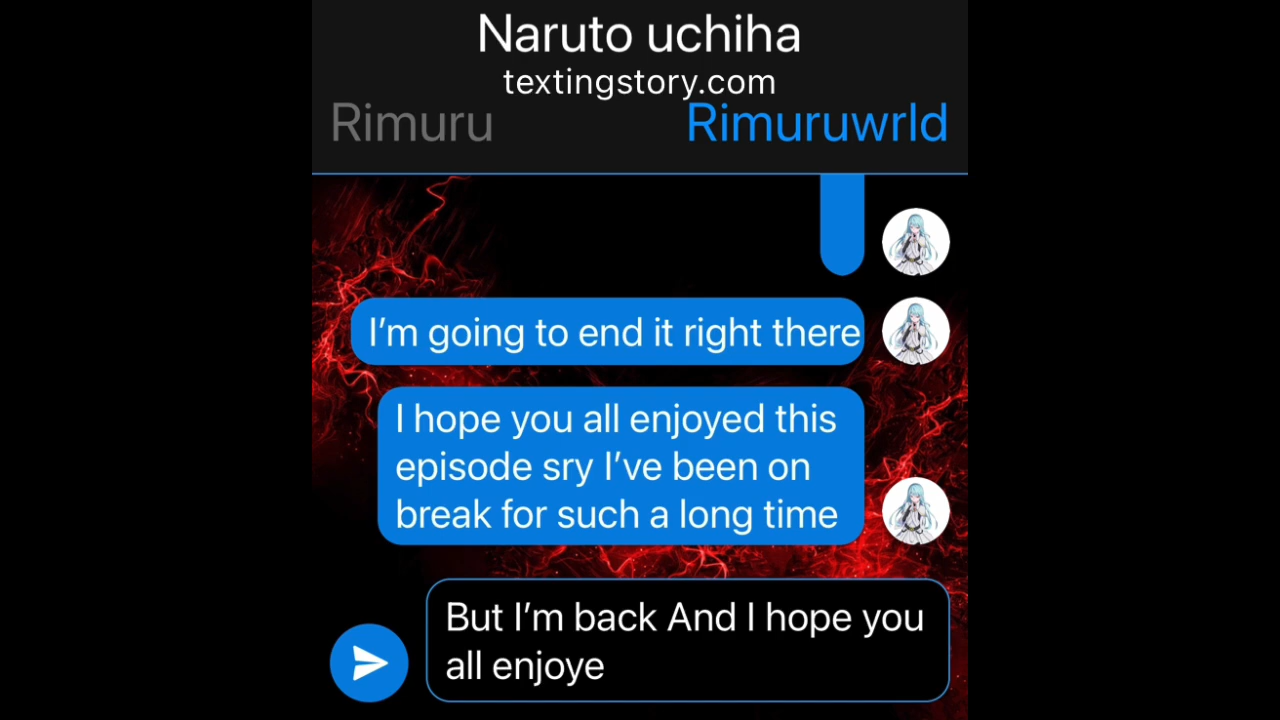 Naruto uchiha
textingstory.com
Rimuru
Rimuruwrld
I’m going to end it right there
I hope you all enjoyed this
episode sry I’ve been on
break for such a long time
But I’m back And I hope you
all enjoye